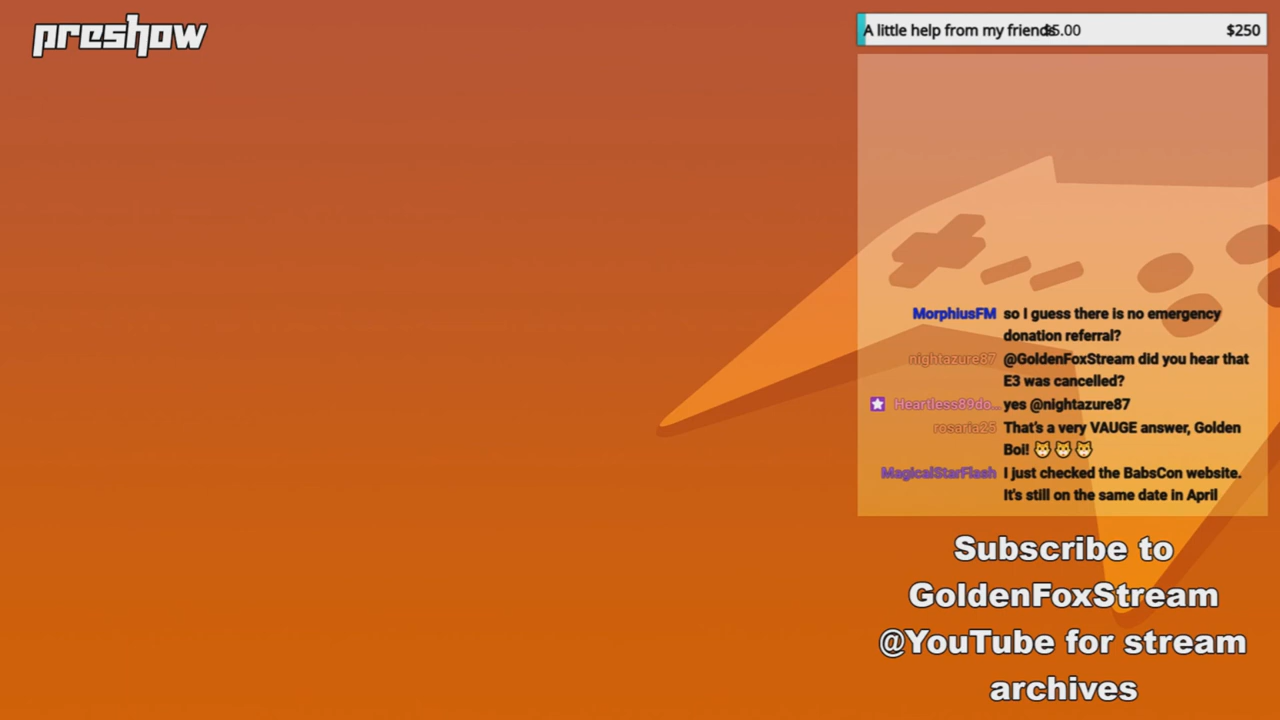 preshow
A little help from my friends $5.00 $250
MorphiusFM so I guess there is no emergency
donation referral?
nightazure87 @GoldenFoxStream did you hear that
E3 was cancelled?
Heartless89do... yes @nightazure87
rosaria25 That's a very VAUGE answer, Golden
Boi! 🐯 🐯 🐯
MagicalStarFlash I just checked the BabsCon website.
It's still on the same date in April
Subscribe to
GoldenFoxStream
@YouTube for stream
archives